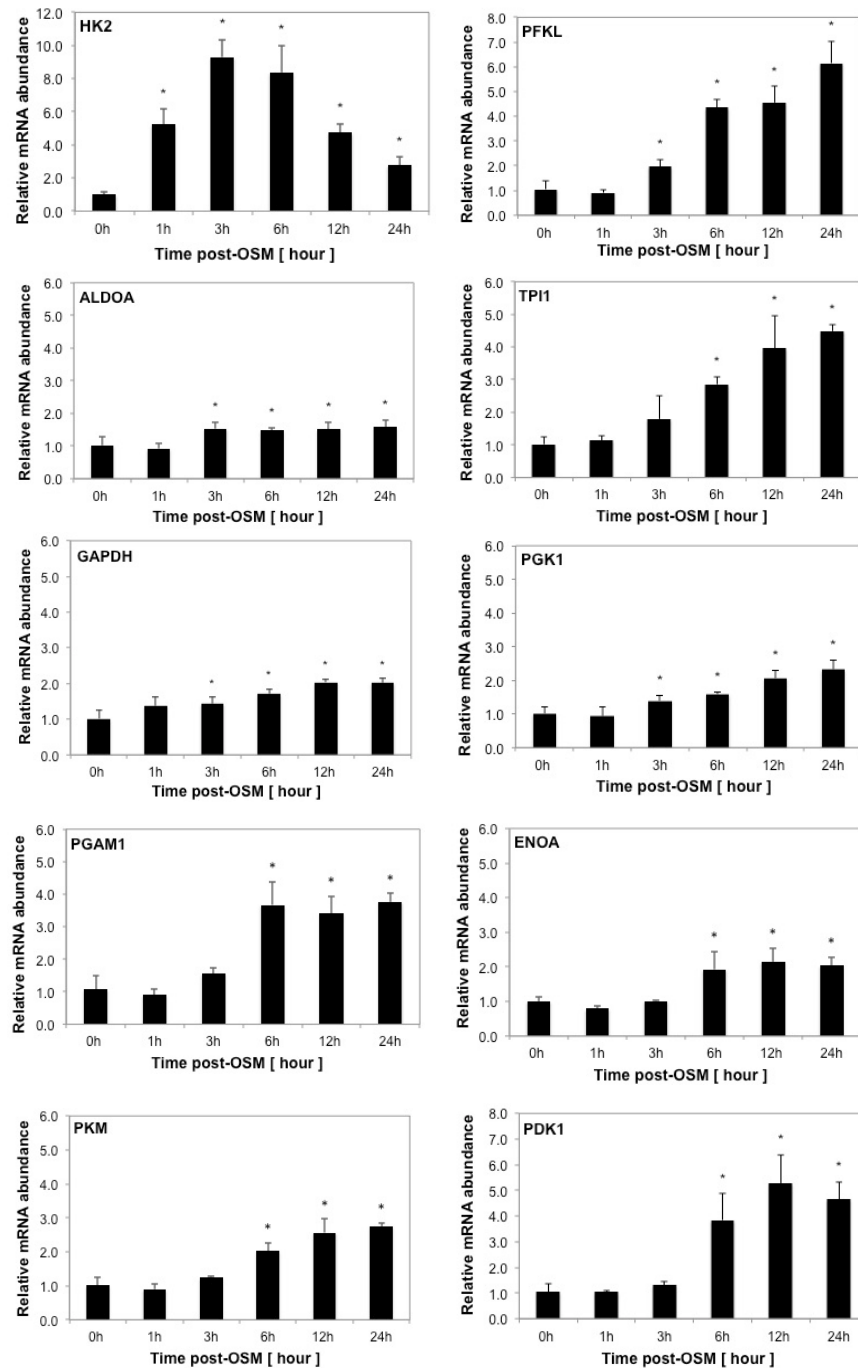 HK2
Relative mRNA abundance
12.0
10.0
8.0
6.0
4.0
2.0
0.0
* * * * *
0h 1h 3h 6h 12h 24h
Time post-OSM [ hour ]
PFKL
Relative mRNA abundance
8.0
7.0
6.0
5.0
4.0
3.0
2.0
1.0
0.0
* * * *
0h 1h 3h 6h 12h 24h
Time post-OSM [ hour ]
ALDOA
Relative mRNA abundance
6.0
5.0
4.0
3.0
2.0
1.0
0.0
* * * *
0h 1h 3h 6h 12h 24h
Time post-OSM [ hour ]
TPI1
Relative mRNA abundance
6.0
5.0
4.0
3.0
2.0
1.0
0.0
* * *
0h 1h 3h 6h 12h 24h
Time post-OSM [ hour ]
GAPDH
Relative mRNA abundance
6.0
5.0
4.0
3.0
2.0
1.0
0.0
* * * *
0h 1h 3h 6h 12h 24h
Time post-OSM [ hour ]
PGK1
Relative mRNA abundance
6.0
5.0
4.0
3.0
2.0
1.0
0.0
* * * *
0h 1h 3h 6h 12h 24h
Time post-OSM [ hour ]
PGAM1
Relative mRNA abundance
6.0
5.0
4.0
3.0
2.0
1.0
0.0
* * *
0h 1h 3h 6h 12h 24h
Time post-OSM [ hour ]
ENOA
Relative mRNA abundance
6.0
5.0
4.0
3.0
2.0
1.0
0.0
* * *
0h 1h 3h 6h 12h 24h
Time post-OSM [ hour ]
PKM
Relative mRNA abundance
6.0
5.0
4.0
3.0
2.0
1.0
0.0
* * *
0h 1h 3h 6h 12h 24h
Time post-OSM [ hour ]
PDK1
Relative mRNA abundance
8.0
7.0
6.0
5.0
4.0
3.0
2.0
1.0
0.0
* * *
0h 1h 3h 6h 12h 24h
Time post-OSM [ hour ]